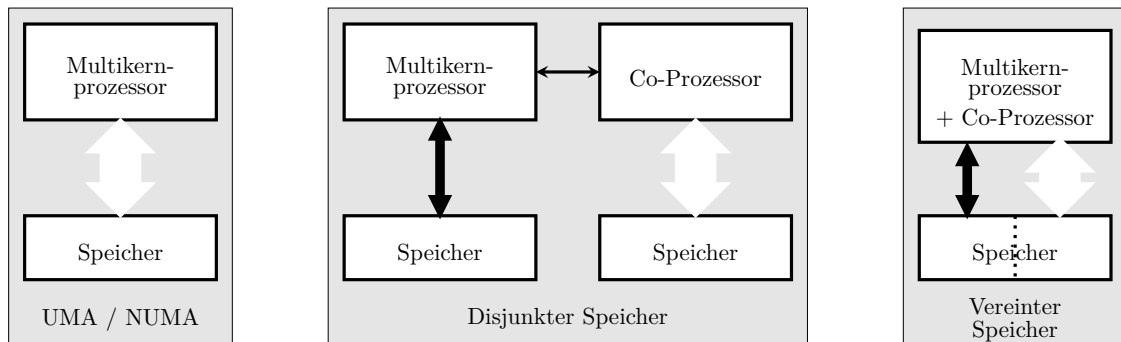 Multikern-
prozessor
Speicher
UMA / NUMA
Multikern-
prozessor
Co-Prozessor
Speicher
Speicher
Disjunkter Speicher
Multikern-
prozessor
+ Co-Prozessor
Speicher
Vereinter
Speicher